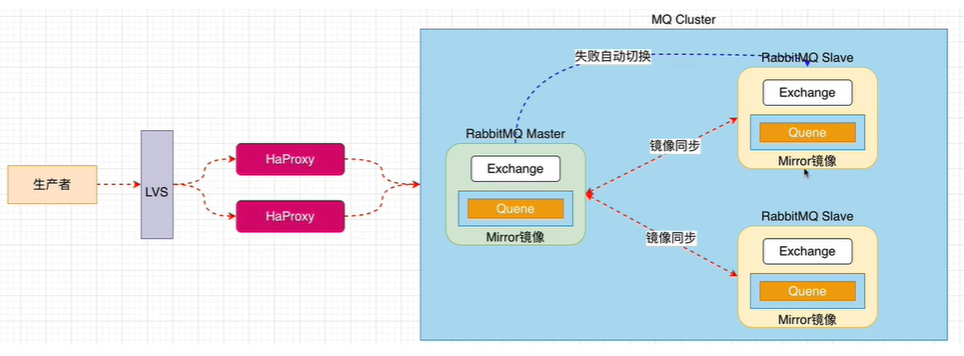 MQ Cluster
失败自动切换
RabbitMQ Slave
Exchange
Quene
Mirror镜像
RabbitMQ Master
Exchange
Quene
Mirror镜像
镜像同步
镜像同步
生产者
LVS
HaProxy
HaProxy
RabbitMQ Slave
Exchange
Quene
Mirror镜像